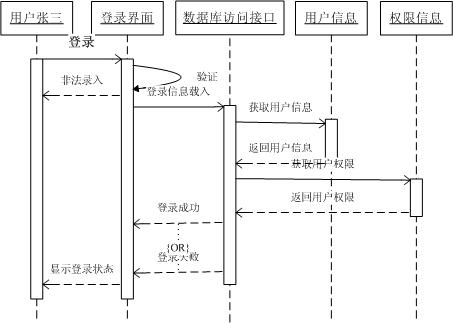 用户张三
登录界面
数据库访问接口
用户信息
权限信息
登录
非法录入
验证
登录信息载入
获取用户信息
返回用户信息
获取用户权限
返回用户权限
登录成功
{OR}
登录失败
显示登录状态